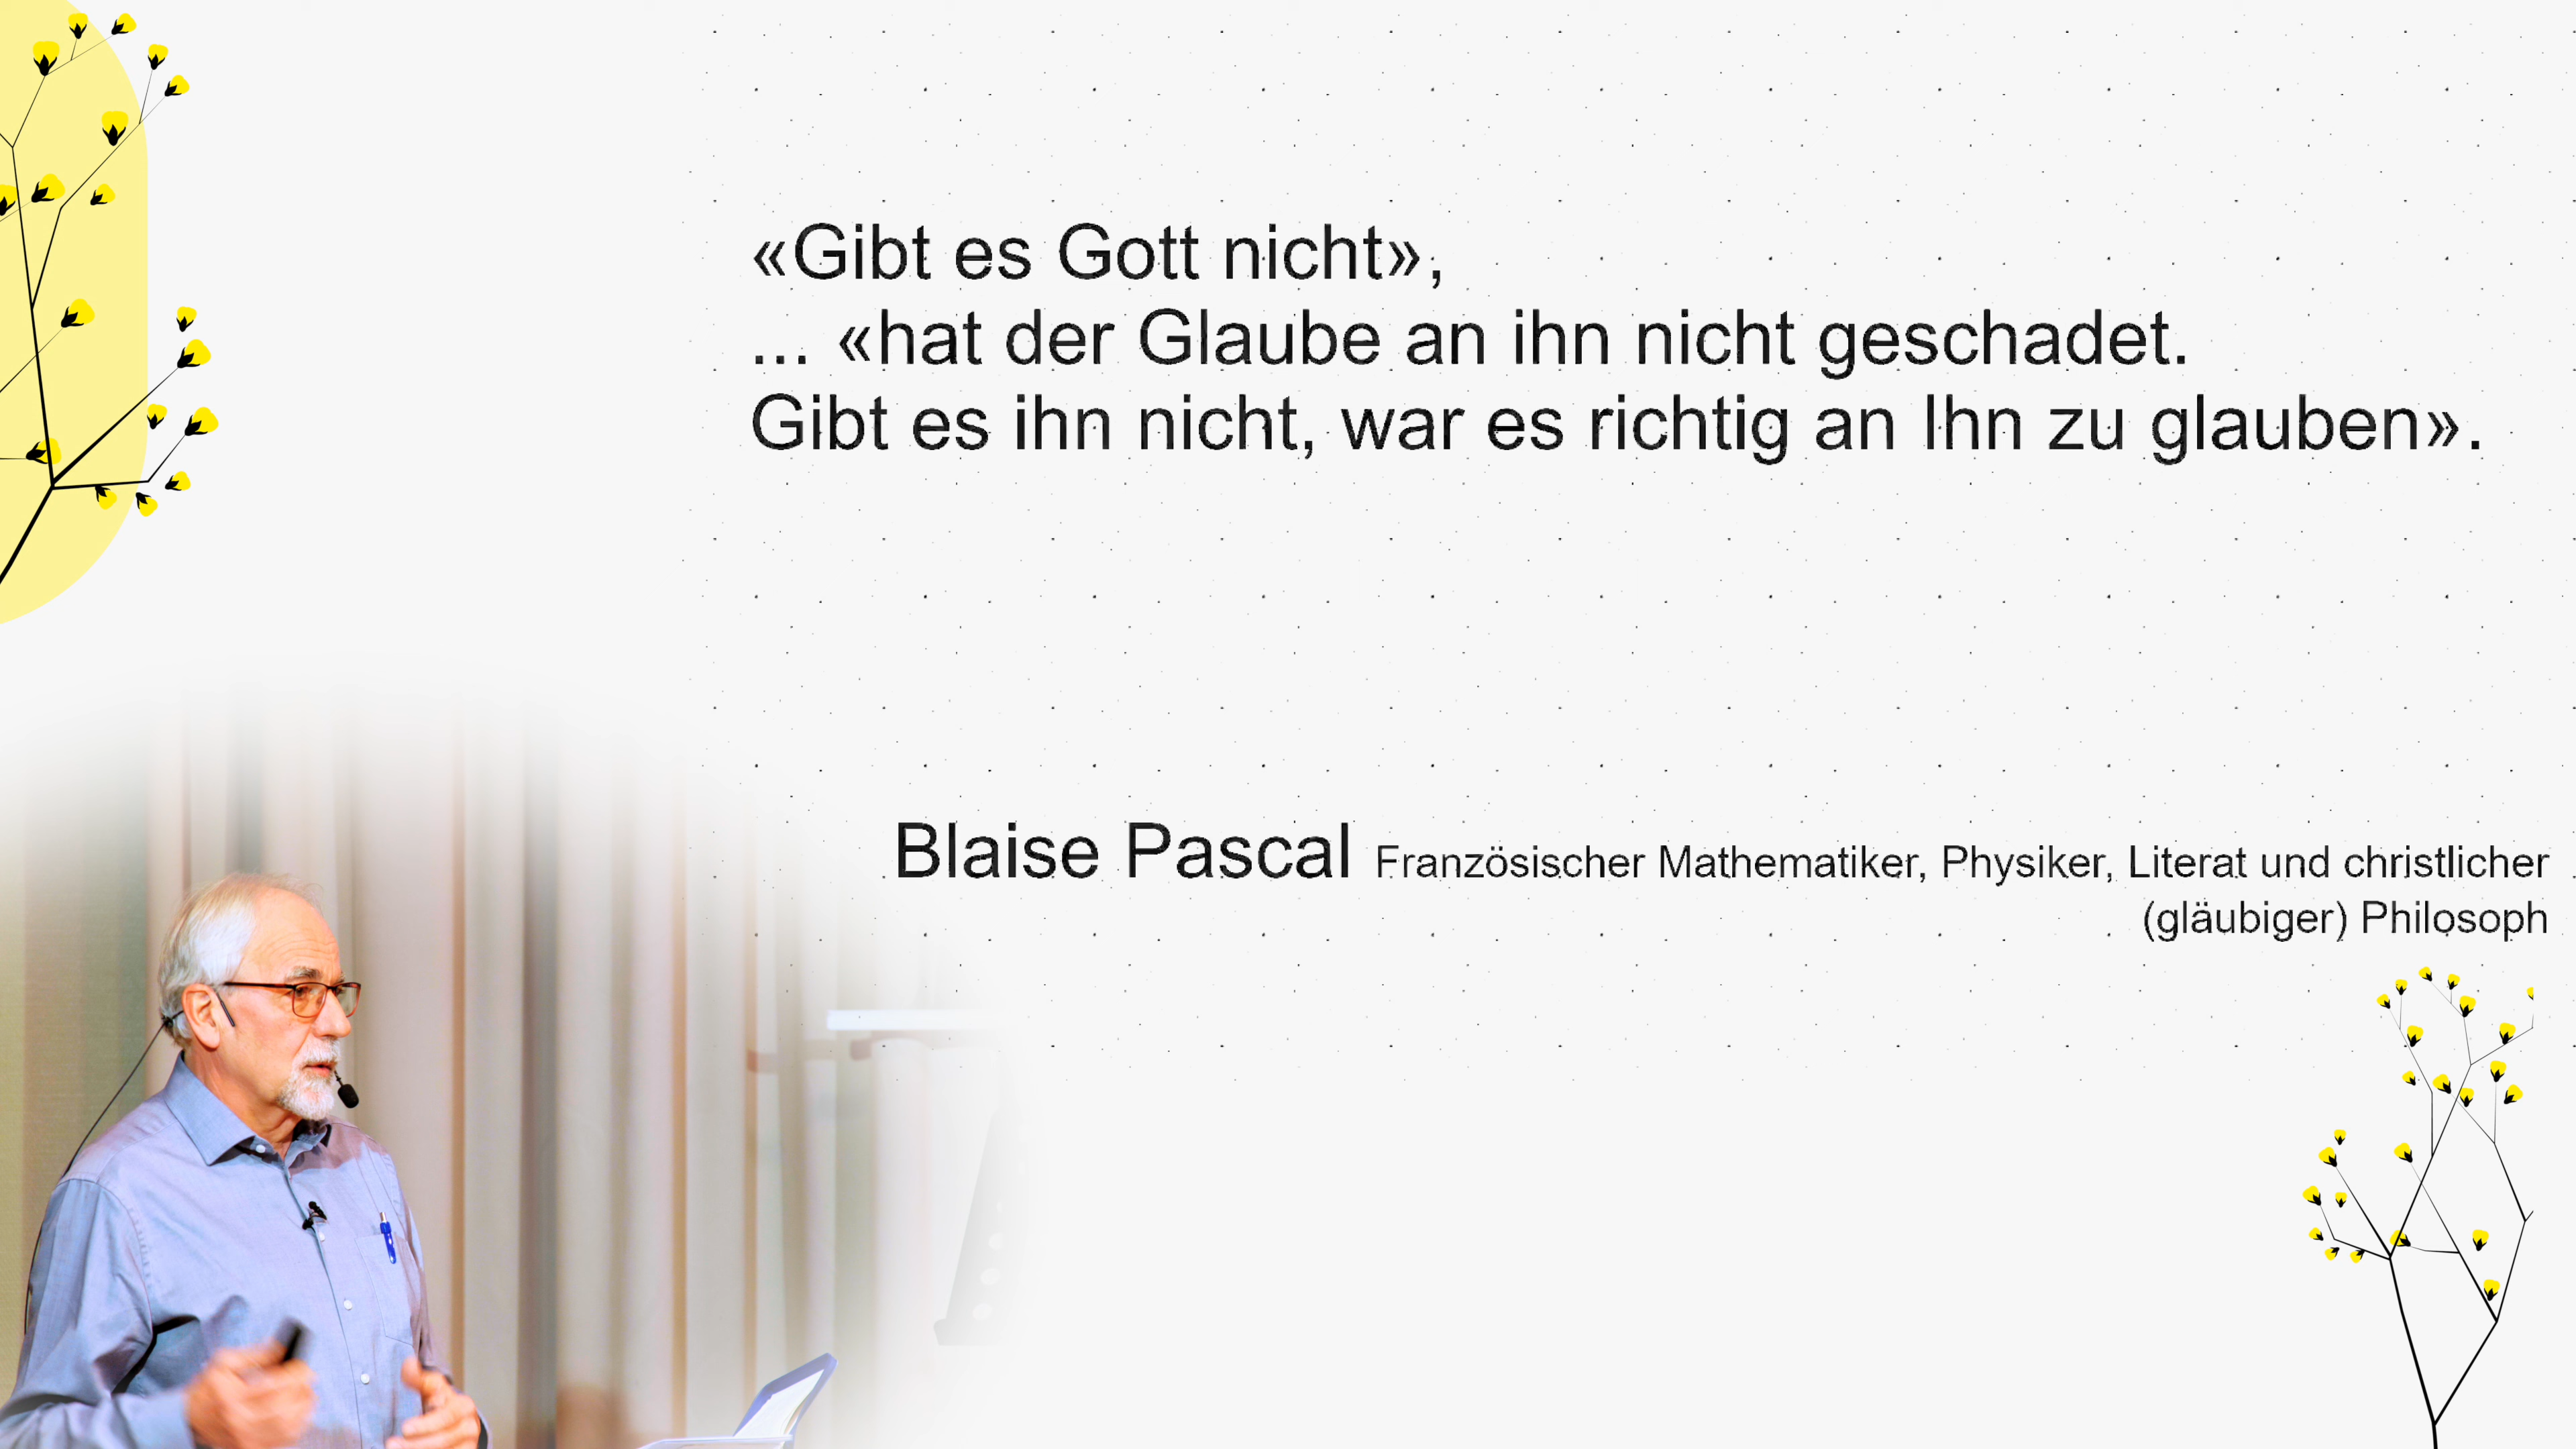 «Gibt es Gott nicht»,
... «hat der Glaube an ihn nicht geschadet.
Gibt es ihn nicht, war es richtig an Ihn zu glauben».
Blaise Pascal Französischer Mathematiker, Physiker, Literat und christlicher
(gläubiger) Philosoph